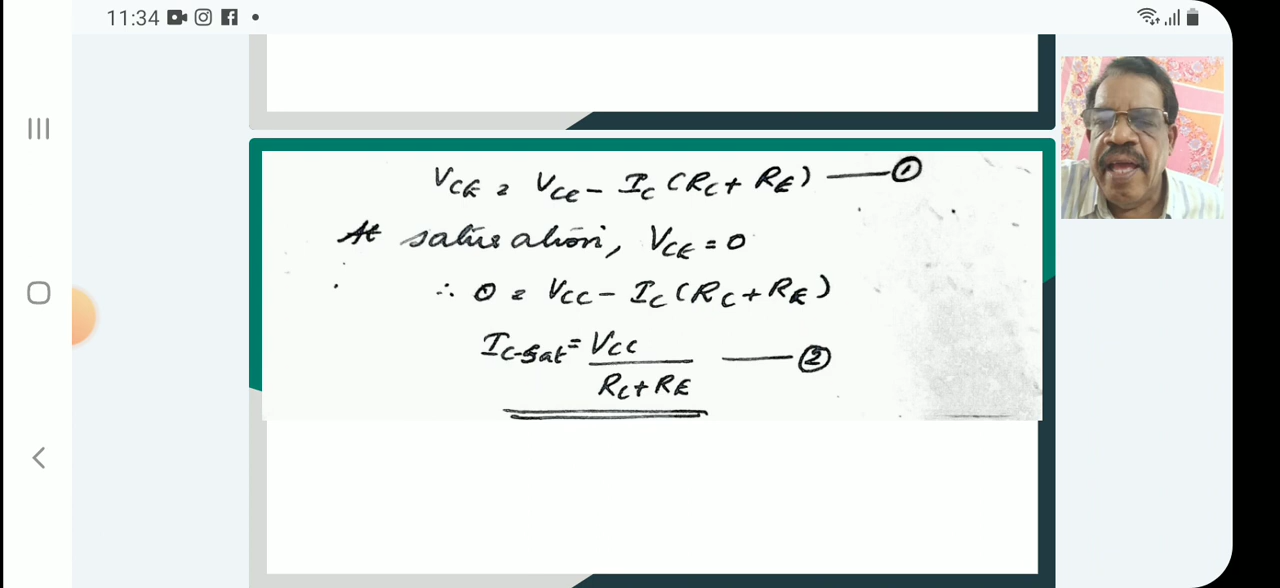 11:34
VCE = VCC - IC (RC + RE) — ①
At saturation, VCE = 0
∴ 0 = VCC - IC (RC + RE)
IC-sat = VCC — ②
RC + RE